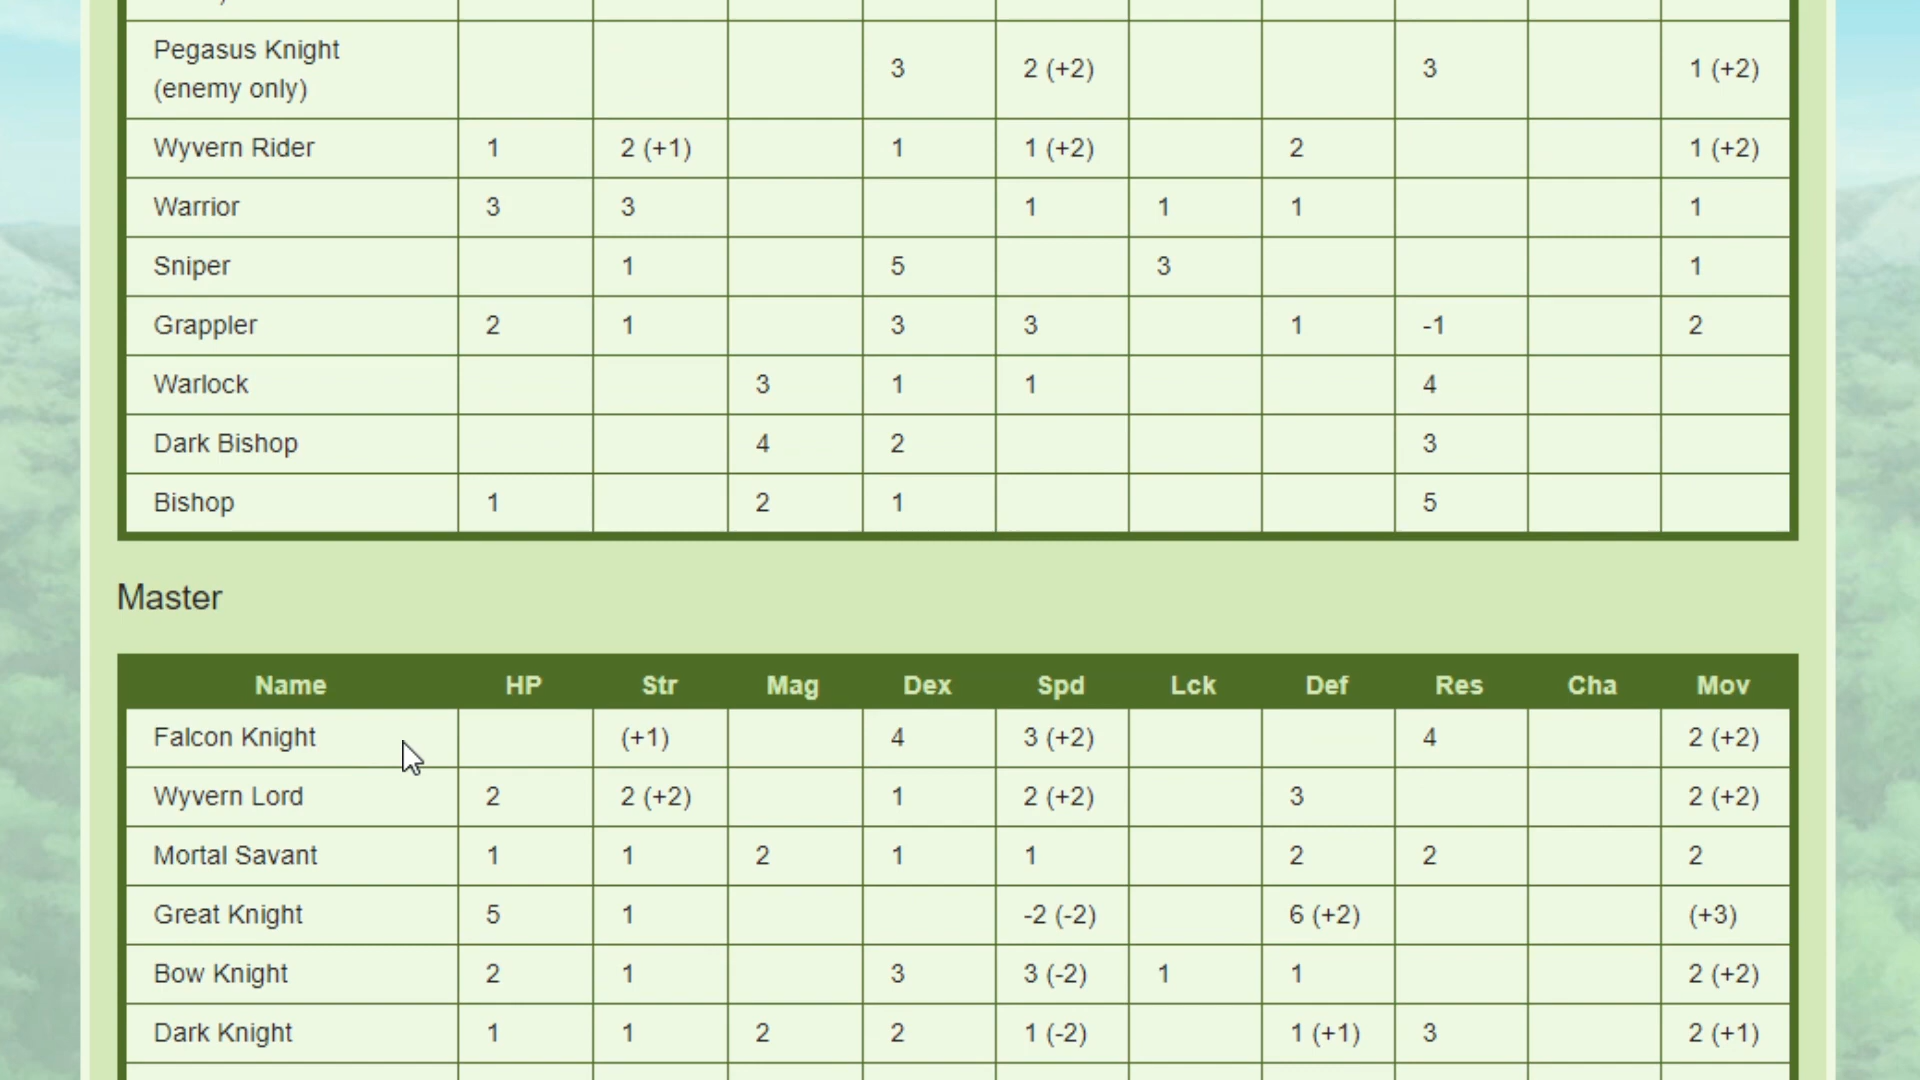 Pegasus Knight
(enemy only) 3 2 (+2) 3 1 (+2)
Wyvern Rider 1 2 (+1) 1 1 (+2) 2 1 (+2)
Warrior 3 3 1 1 1 1
Sniper 1 5 3 1
Grappler 2 1 3 3 1 -1 2
Warlock 3 1 1 4
Dark Bishop 4 2 3
Bishop 1 2 1 5
Master
Name HP Str Mag Dex Spd Lck Def Res Cha Mov
Falcon Knight (+1) 4 3 (+2) 4 2 (+2)
Wyvern Lord 2 2 (+2) 1 2 (+2) 3 2 (+2)
Mortal Savant 1 1 2 1 1 2 2 2
Great Knight 5 1 -2 (-2) 6 (+2) (+3)
Bow Knight 2 1 3 3 (-2) 1 1 2 (+2)
Dark Knight 1 1 2 2 1 (-2) 1 (+1) 3 2 (+1)